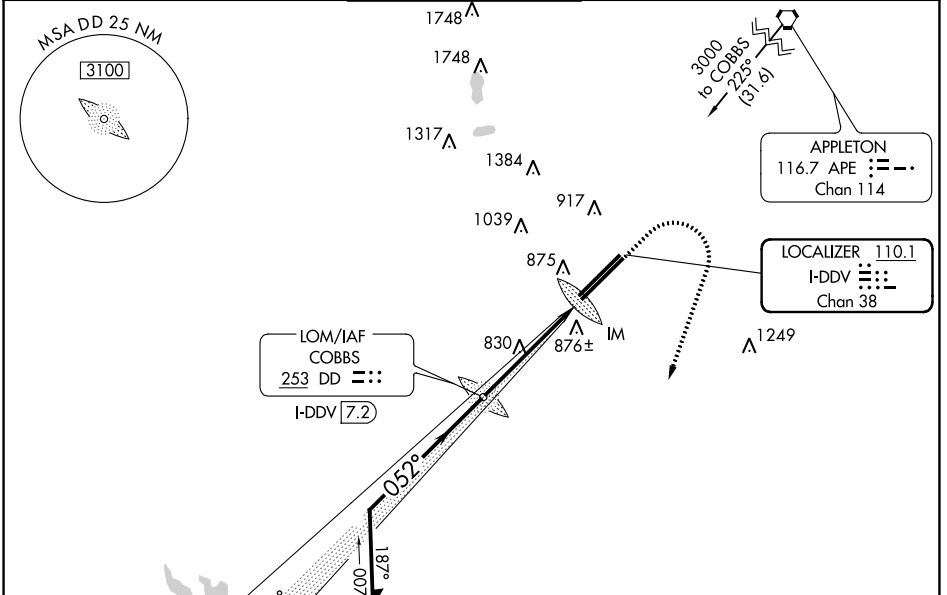 MSA DD 25 NM
3100
1748
1748
3000
to COBBS
225°
(31.6)
APPLETON
116.7 APE
Chan 114
1317
1384
917
1039
LOCALIZER 110.1
I-DDV
Chan 38
875
IM
LOM/IAF
COBBS
253 DD
I-DDV 7.2
830
876±
1249
052°
187°
007